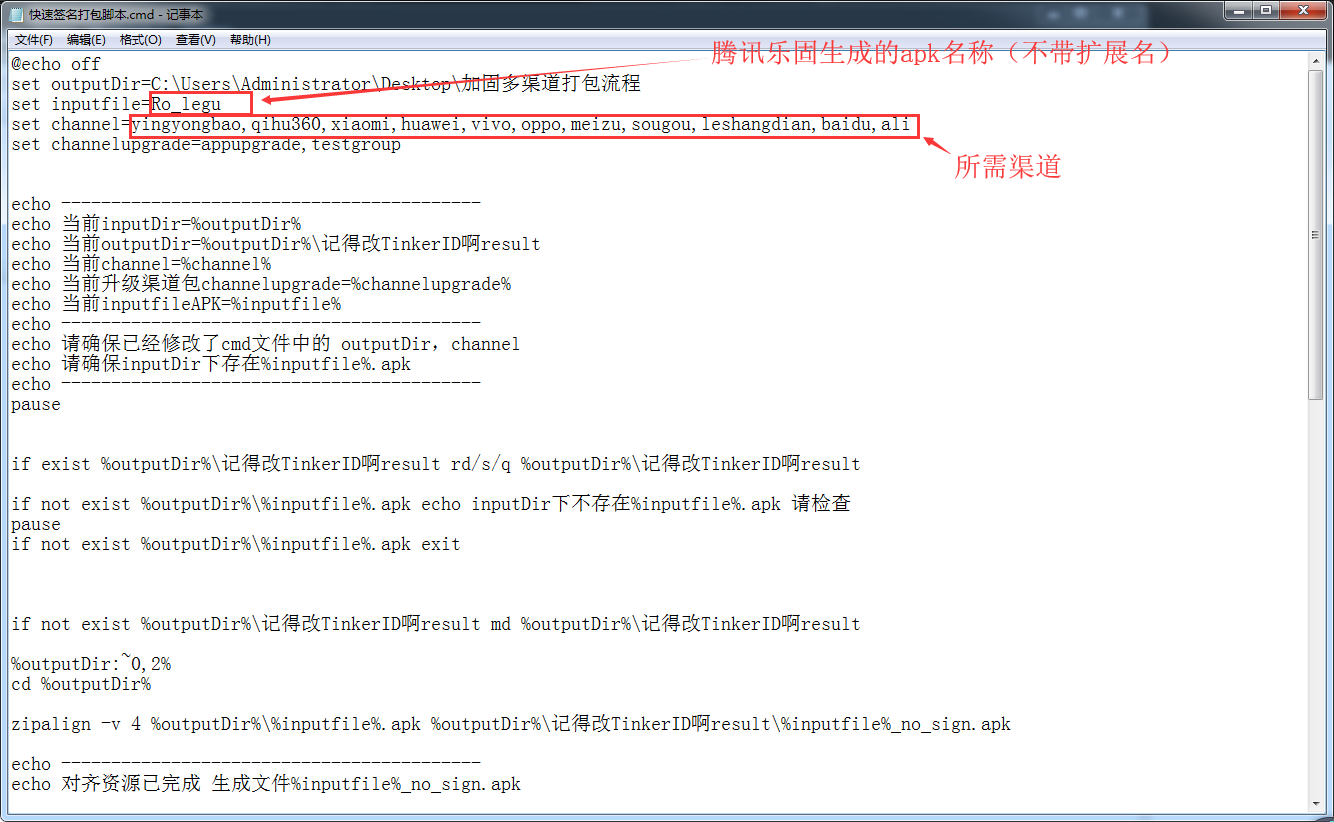 快速签名打包脚本.cmd - 记事本
文件(F) 编辑(E) 格式(O) 查看(V) 帮助(H)
腾讯乐固生成的apk名称（不带扩展名）
@echo off
set outputDir=C:\Users\Administrator\Desktop\加固多渠道打包流程
set inputfile=Ro_legu
set channel=yingyongbao,qihu360,xiaomi,huawei,vivo,oppo,meizu,sougou,leshangdian,baidu,ali
set channelupgrade=appupgrade,testgroup
所需渠道
echo ------------------------------------------
echo 当前inputDir=%outputDir%
echo 当前outputDir=%outputDir%\记得改TinkerID啊result
echo 当前channel=%channel%
echo 当前升级渠道包channelupgrade=%channelupgrade%
echo 当前inputfileAPK=%inputfile%
echo ------------------------------------------
echo 请确保已经修改了cmd文件中的 outputDir，channel
echo 请确保inputDir下存在%inputfile%.apk
echo ------------------------------------------
pause
if exist %outputDir%\记得改TinkerID啊result rd/s/q %outputDir%\记得改TinkerID啊result
if not exist %outputDir%\%inputfile%.apk echo inputDir下不存在%inputfile%.apk 请检查
pause
if not exist %outputDir%\%inputfile%.apk exit
if not exist %outputDir%\记得改TinkerID啊result md %outputDir%\记得改TinkerID啊result
%outputDir:~0,2%
cd %outputDir%
zipalign -v 4 %outputDir%\%inputfile%.apk %outputDir%\记得改TinkerID啊result\%inputfile%_no_sign.apk
echo ------------------------------------------
echo 对齐资源已完成 生成文件%inputfile%_no_sign.apk